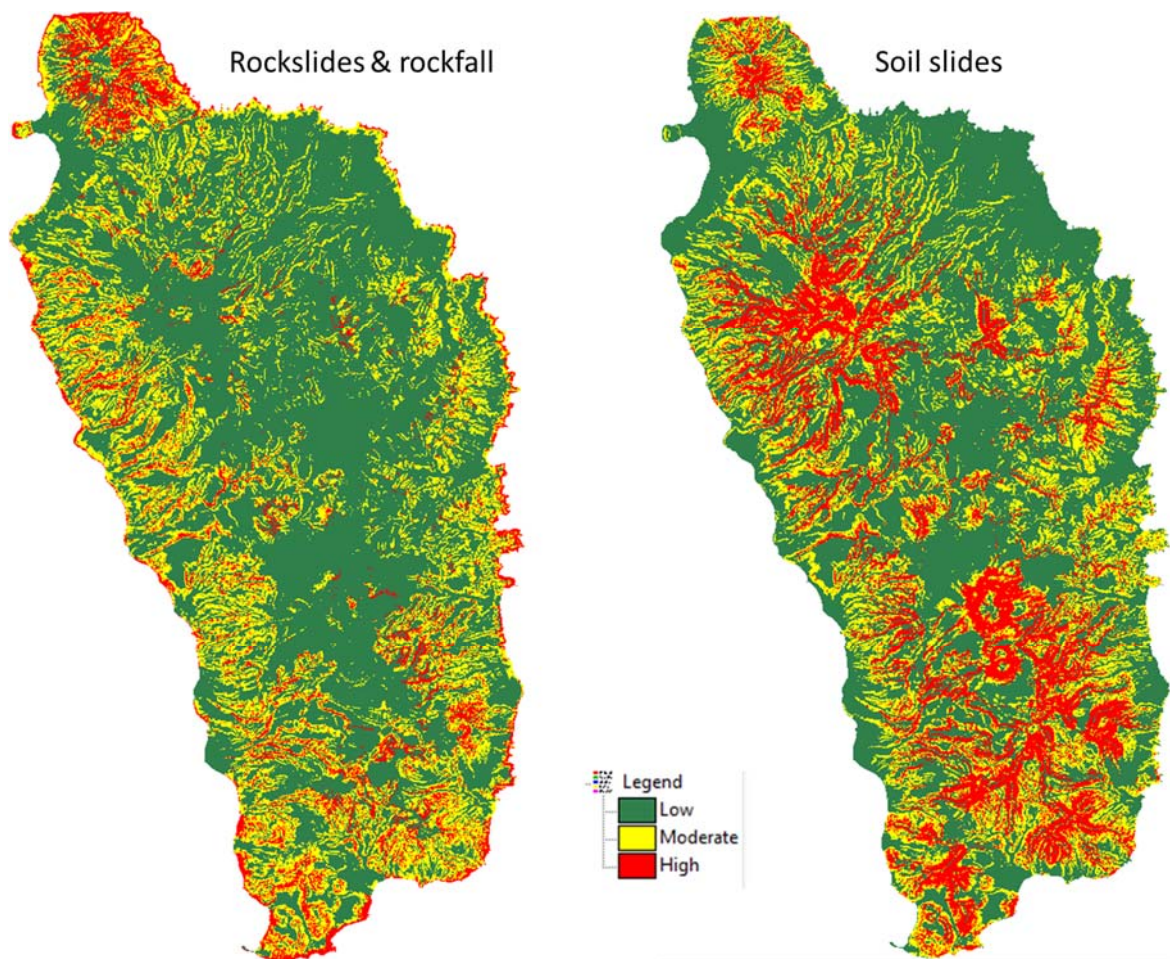 Rockslides & rockfall
Soil slides
Legend
Low
Moderate
High